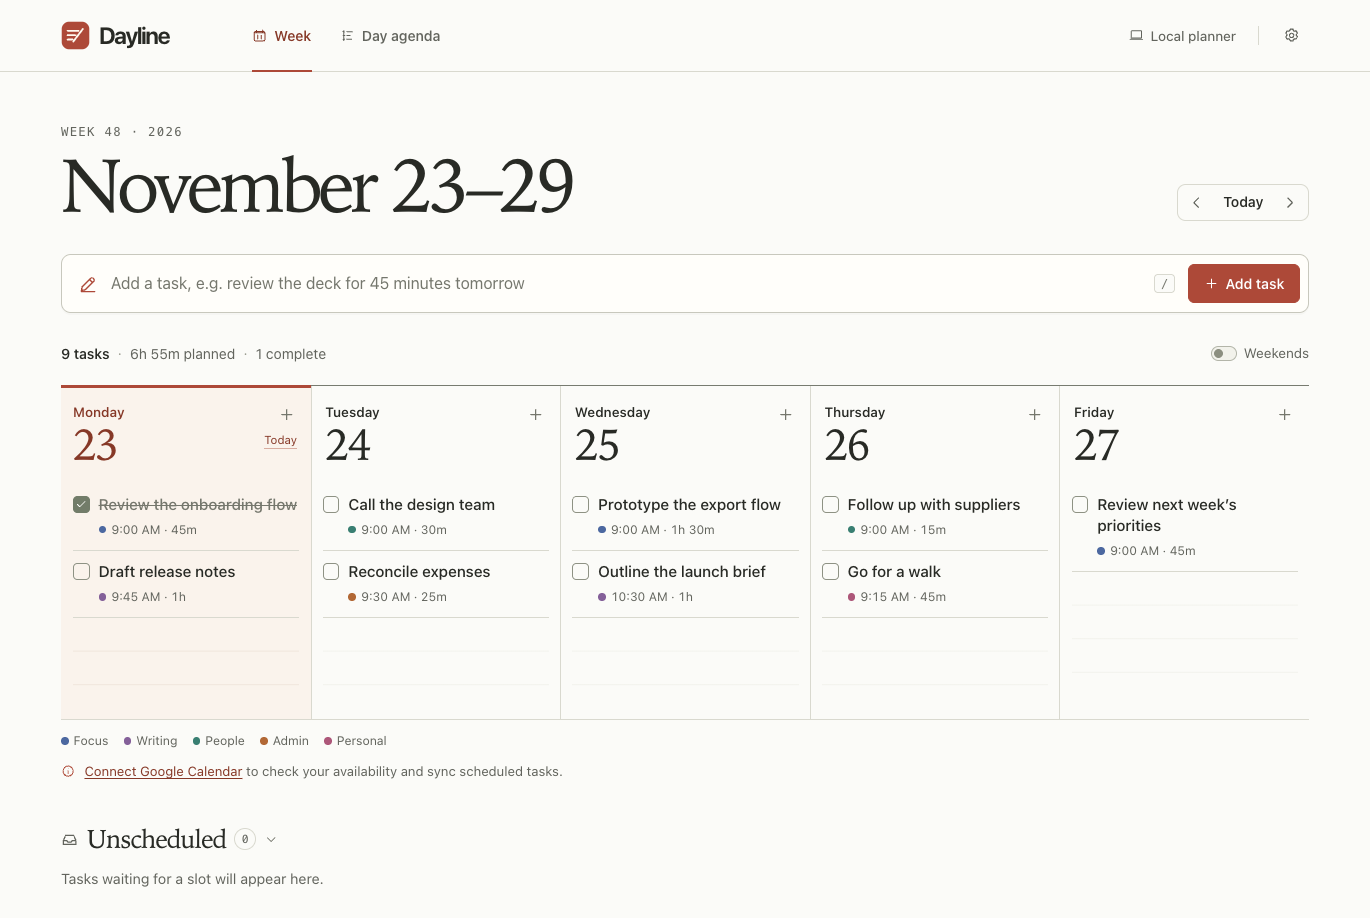 Dayline
Week
Day agenda
Local planner
WEEK 48 · 2026
November 23–29
Today
Add a task, e.g. review the deck for 45 minutes tomorrow
/
Add task
9 tasks · 6h 55m planned · 1 complete
Weekends
Monday
23
Today
Review the onboarding flow
9:00 AM · 45m
Draft release notes
9:45 AM · 1h
Tuesday
24
Call the design team
9:00 AM · 30m
Reconcile expenses
9:30 AM · 25m
Wednesday
25
Prototype the export flow
9:00 AM · 1h 30m
Outline the launch brief
10:30 AM · 1h
Thursday
26
Follow up with suppliers
9:00 AM · 15m
Go for a walk
9:15 AM · 45m
Friday
27
Review next week’s
priorities
9:00 AM · 45m
Focus
Writing
People
Admin
Personal
Connect Google Calendar to check your availability and sync scheduled tasks.
Unscheduled
0
Tasks waiting for a slot will appear here.